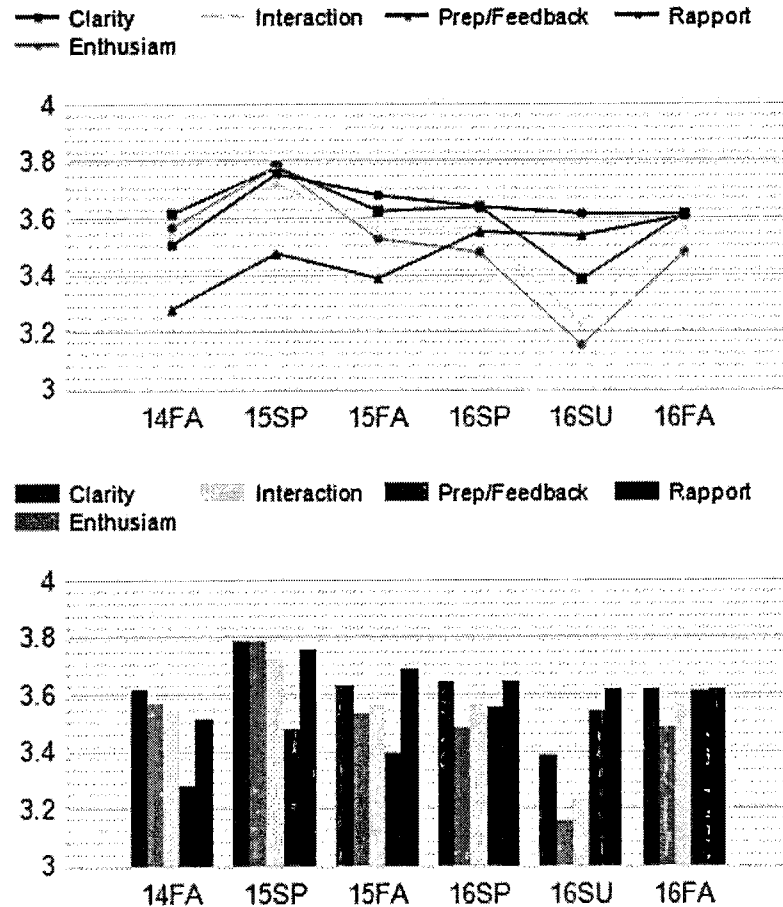 Clarity Interaction Prep/Feedback Rapport
Enthusiam
4
3.8
3.6
3.4
3.2
3
14FA 15SP 15FA 16SP 16SU 16FA
Clarity Interaction Prep/Feedback Rapport
Enthusiam
4
3.8
3.6
3.4
3.2
3
14FA 15SP 15FA 16SP 16SU 16FA